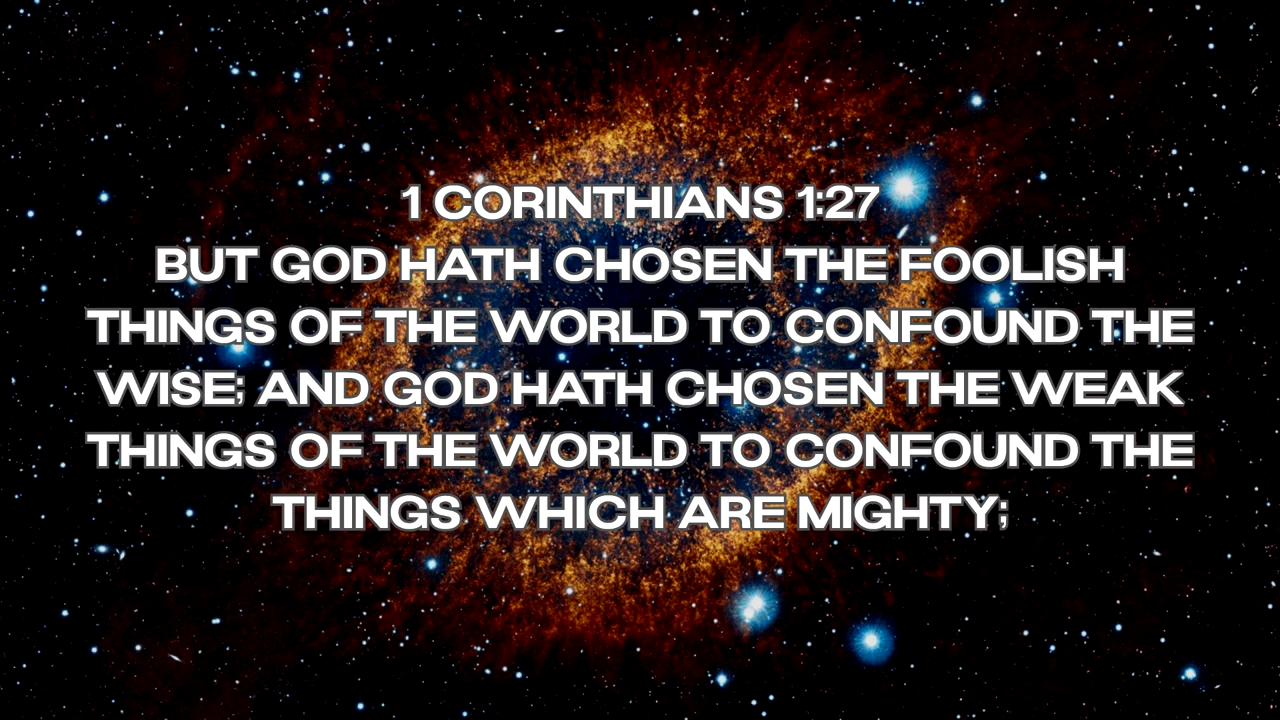 1 CORINTHIANS 1:27
BUT GOD HATH CHOSEN THE FOOLISH
THINGS OF THE WORLD TO CONFOUND THE
WISE; AND GOD HATH CHOSEN THE WEAK
THINGS OF THE WORLD TO CONFOUND THE
THINGS WHICH ARE MIGHTY;